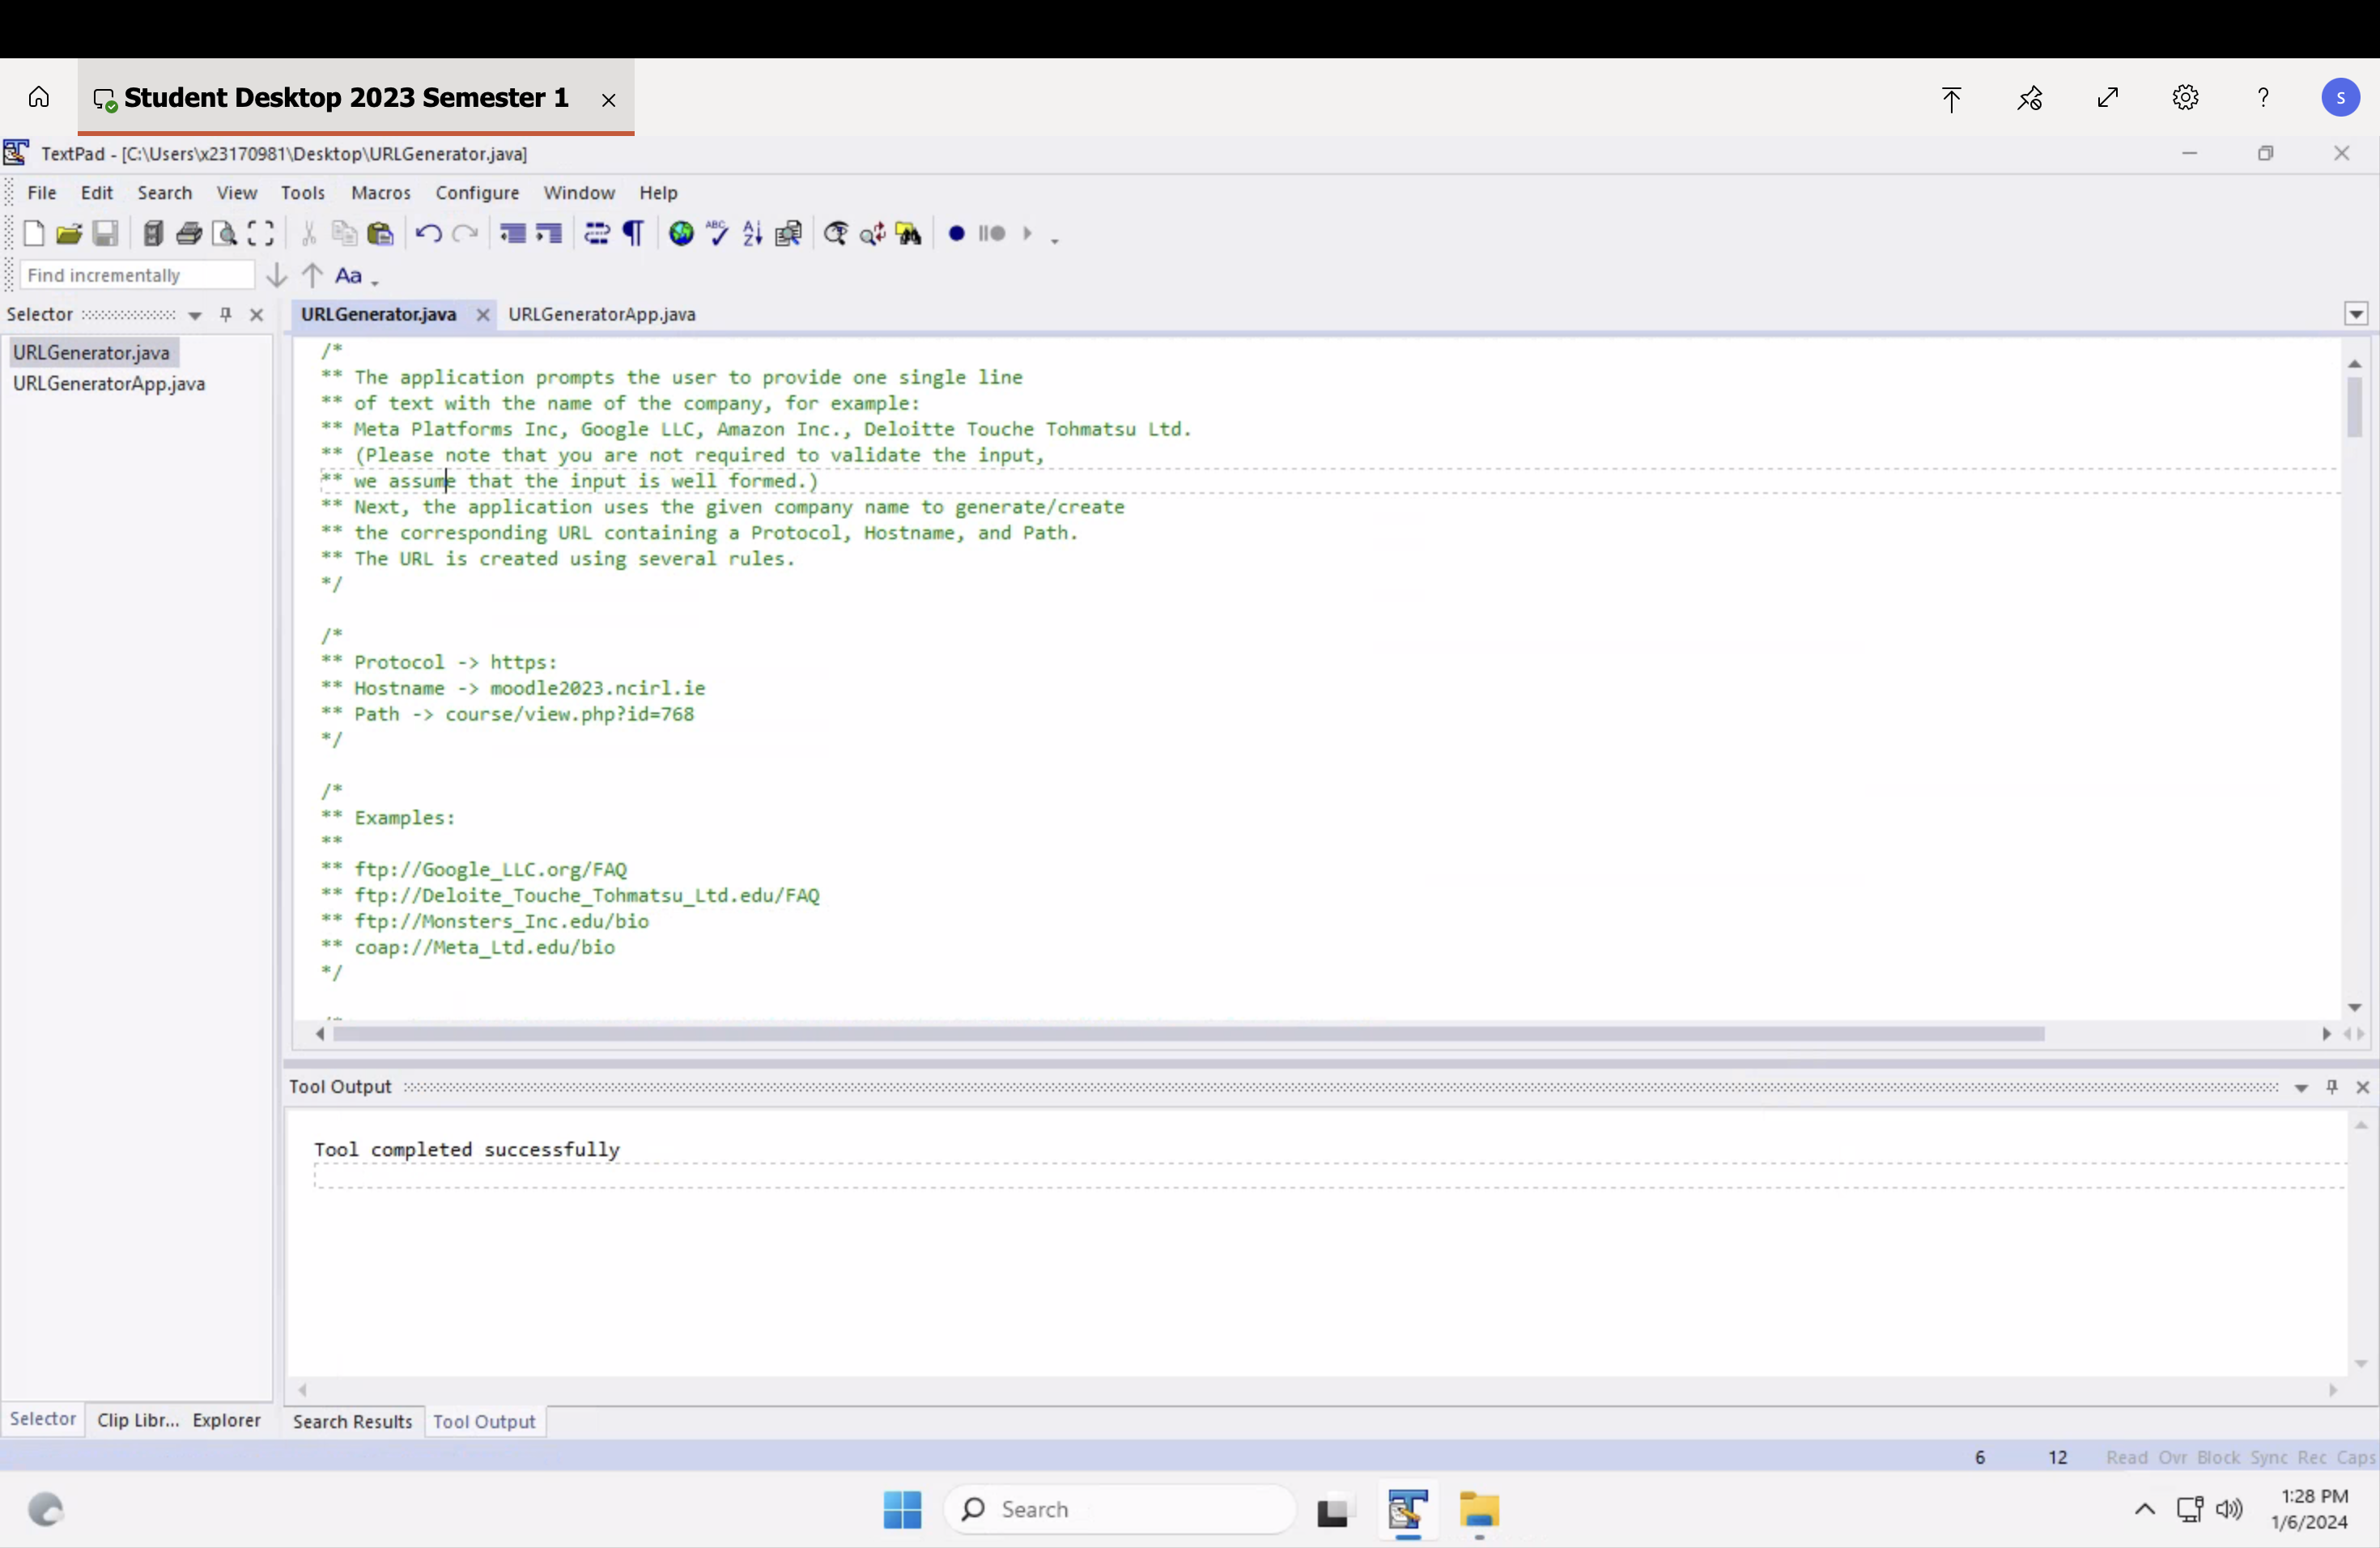 Student Desktop 2023 Semester 1
S
TextPad - [C:\Users\x23170981\Desktop\URLGenerator.java]
File Edit Search View Tools Macros Configure Window Help
Find incrementally
Aa
Selector
URLGenerator.java
URLGeneratorApp.java
URLGenerator.java
URLGeneratorApp.java
/*
** The application prompts the user to provide one single line
** of text with the name of the company, for example:
** Meta Platforms Inc, Google LLC, Amazon Inc., Deloitte Touche Tohmatsu Ltd.
** (Please note that you are not required to validate the input,
** we assume that the input is well formed.)
** Next, the application uses the given company name to generate/create
** the corresponding URL containing a Protocol, Hostname, and Path.
** The URL is created using several rules.
*/
/*
** Protocol -> https:
** Hostname -> moodle2023.ncirl.ie
** Path -> course/view.php?id=768
*/
/*
** Examples:
**
** ftp://Google_LLC.org/FAQ
** ftp://Deloite_Touche_Tohmatsu_Ltd.edu/FAQ
** ftp://Monsters_Inc.edu/bio
** coap://Meta_Ltd.edu/bio
*/
Tool Output
Tool completed successfully
Selector Clip Libr... Explorer
Search Results Tool Output
6 12 Read Ovr Block Sync Rec Caps
Search
1:28 PM
1/6/2024